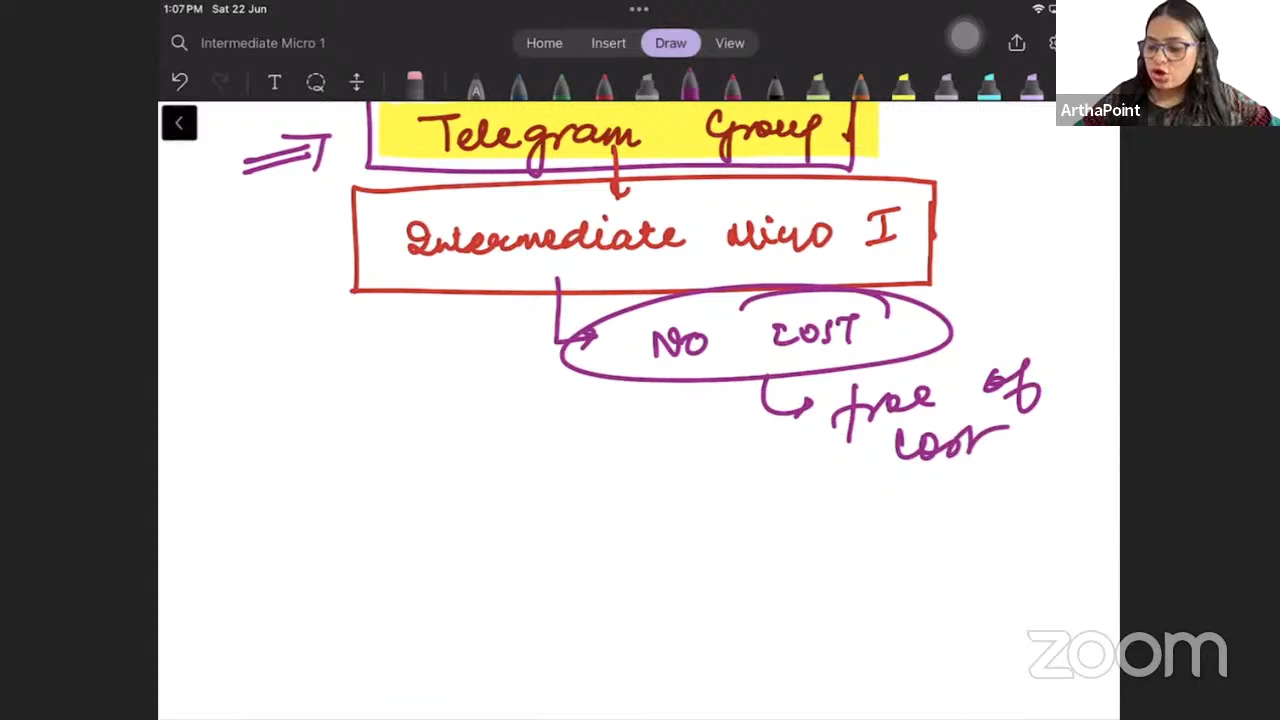 1:07 PM Sat 22 Jun
Intermediate Micro 1
Home Insert Draw View
T
A
ArthaPoint
Telegram Group
Intermediate Micro I
NO COST
free of
cost
zoom